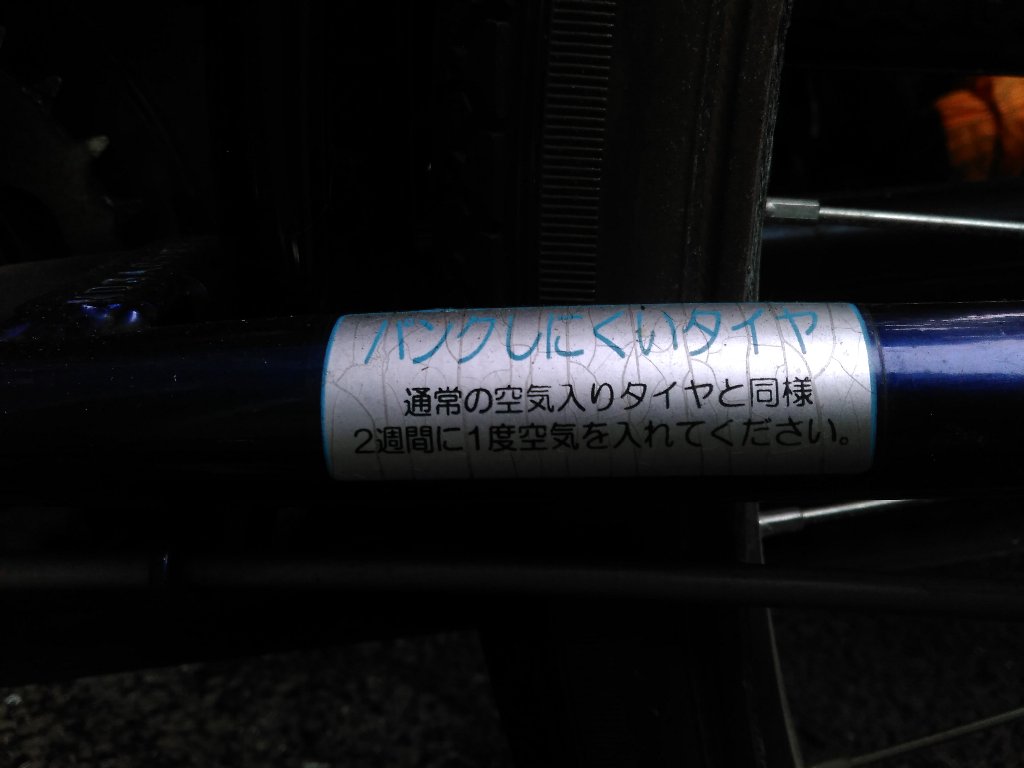 パンクしにくいタイヤ
通常の空気入りタイヤと同様
2週間に1度空気を入れてください。